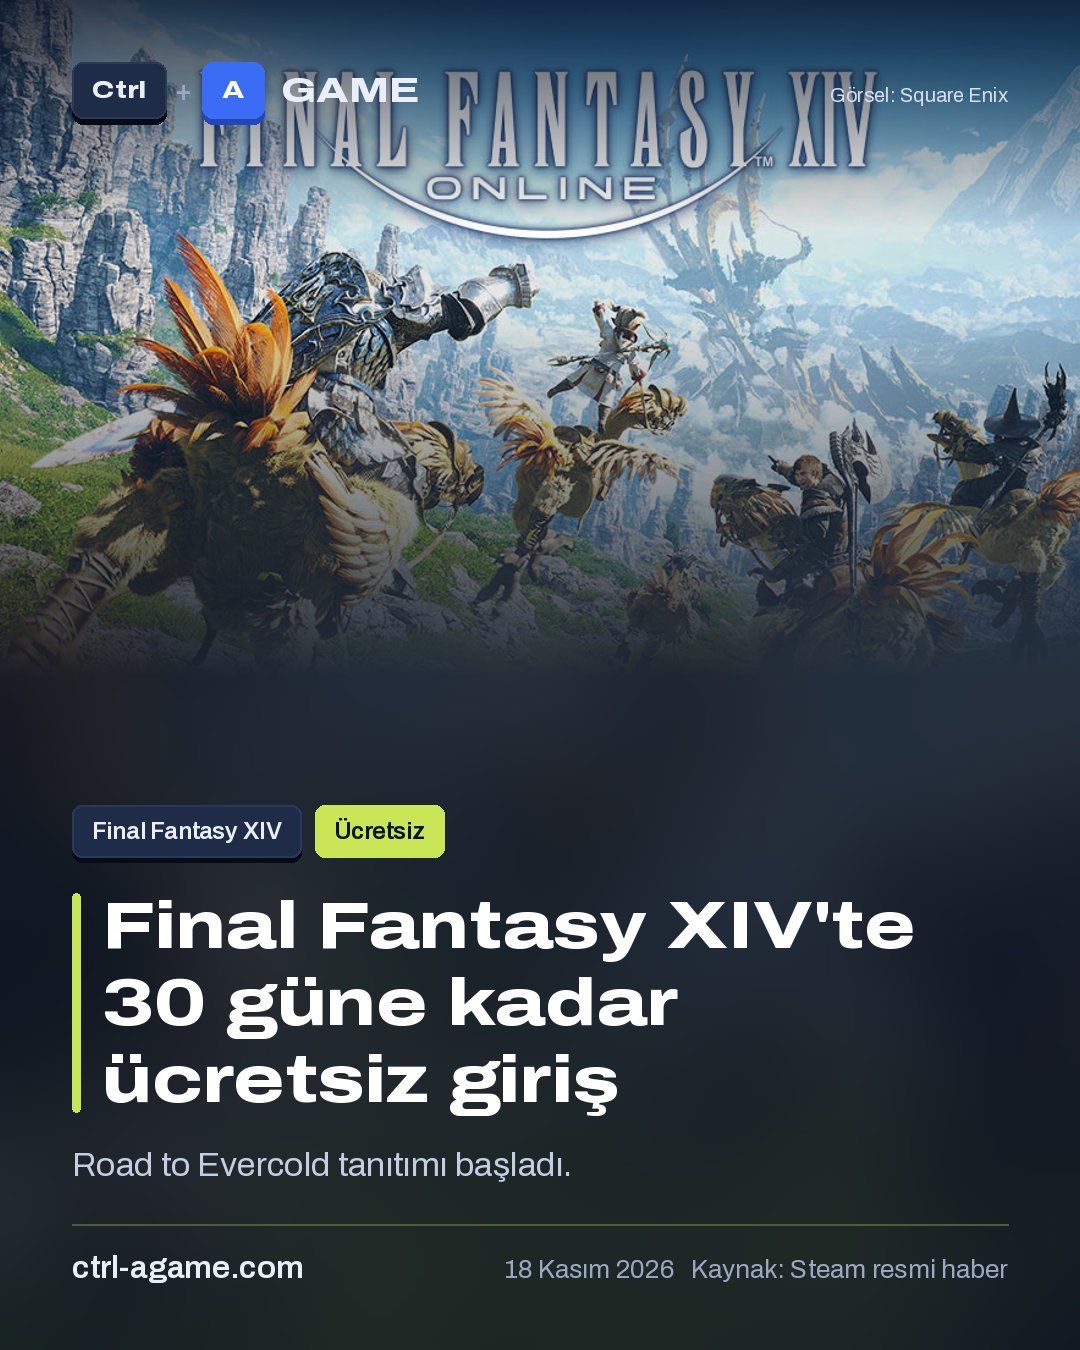 Ctrl + A GAME
Görsel: Square Enix
FINAL FANTASY XIV™
ONLINE
Final Fantasy XIV
Ücretsiz
Final Fantasy XIV'te
30 güne kadar
ücretsiz giriş
Road to Evercold tanıtımı başladı.
ctrl-agame.com
18 Kasım 2026 Kaynak: Steam resmi haber